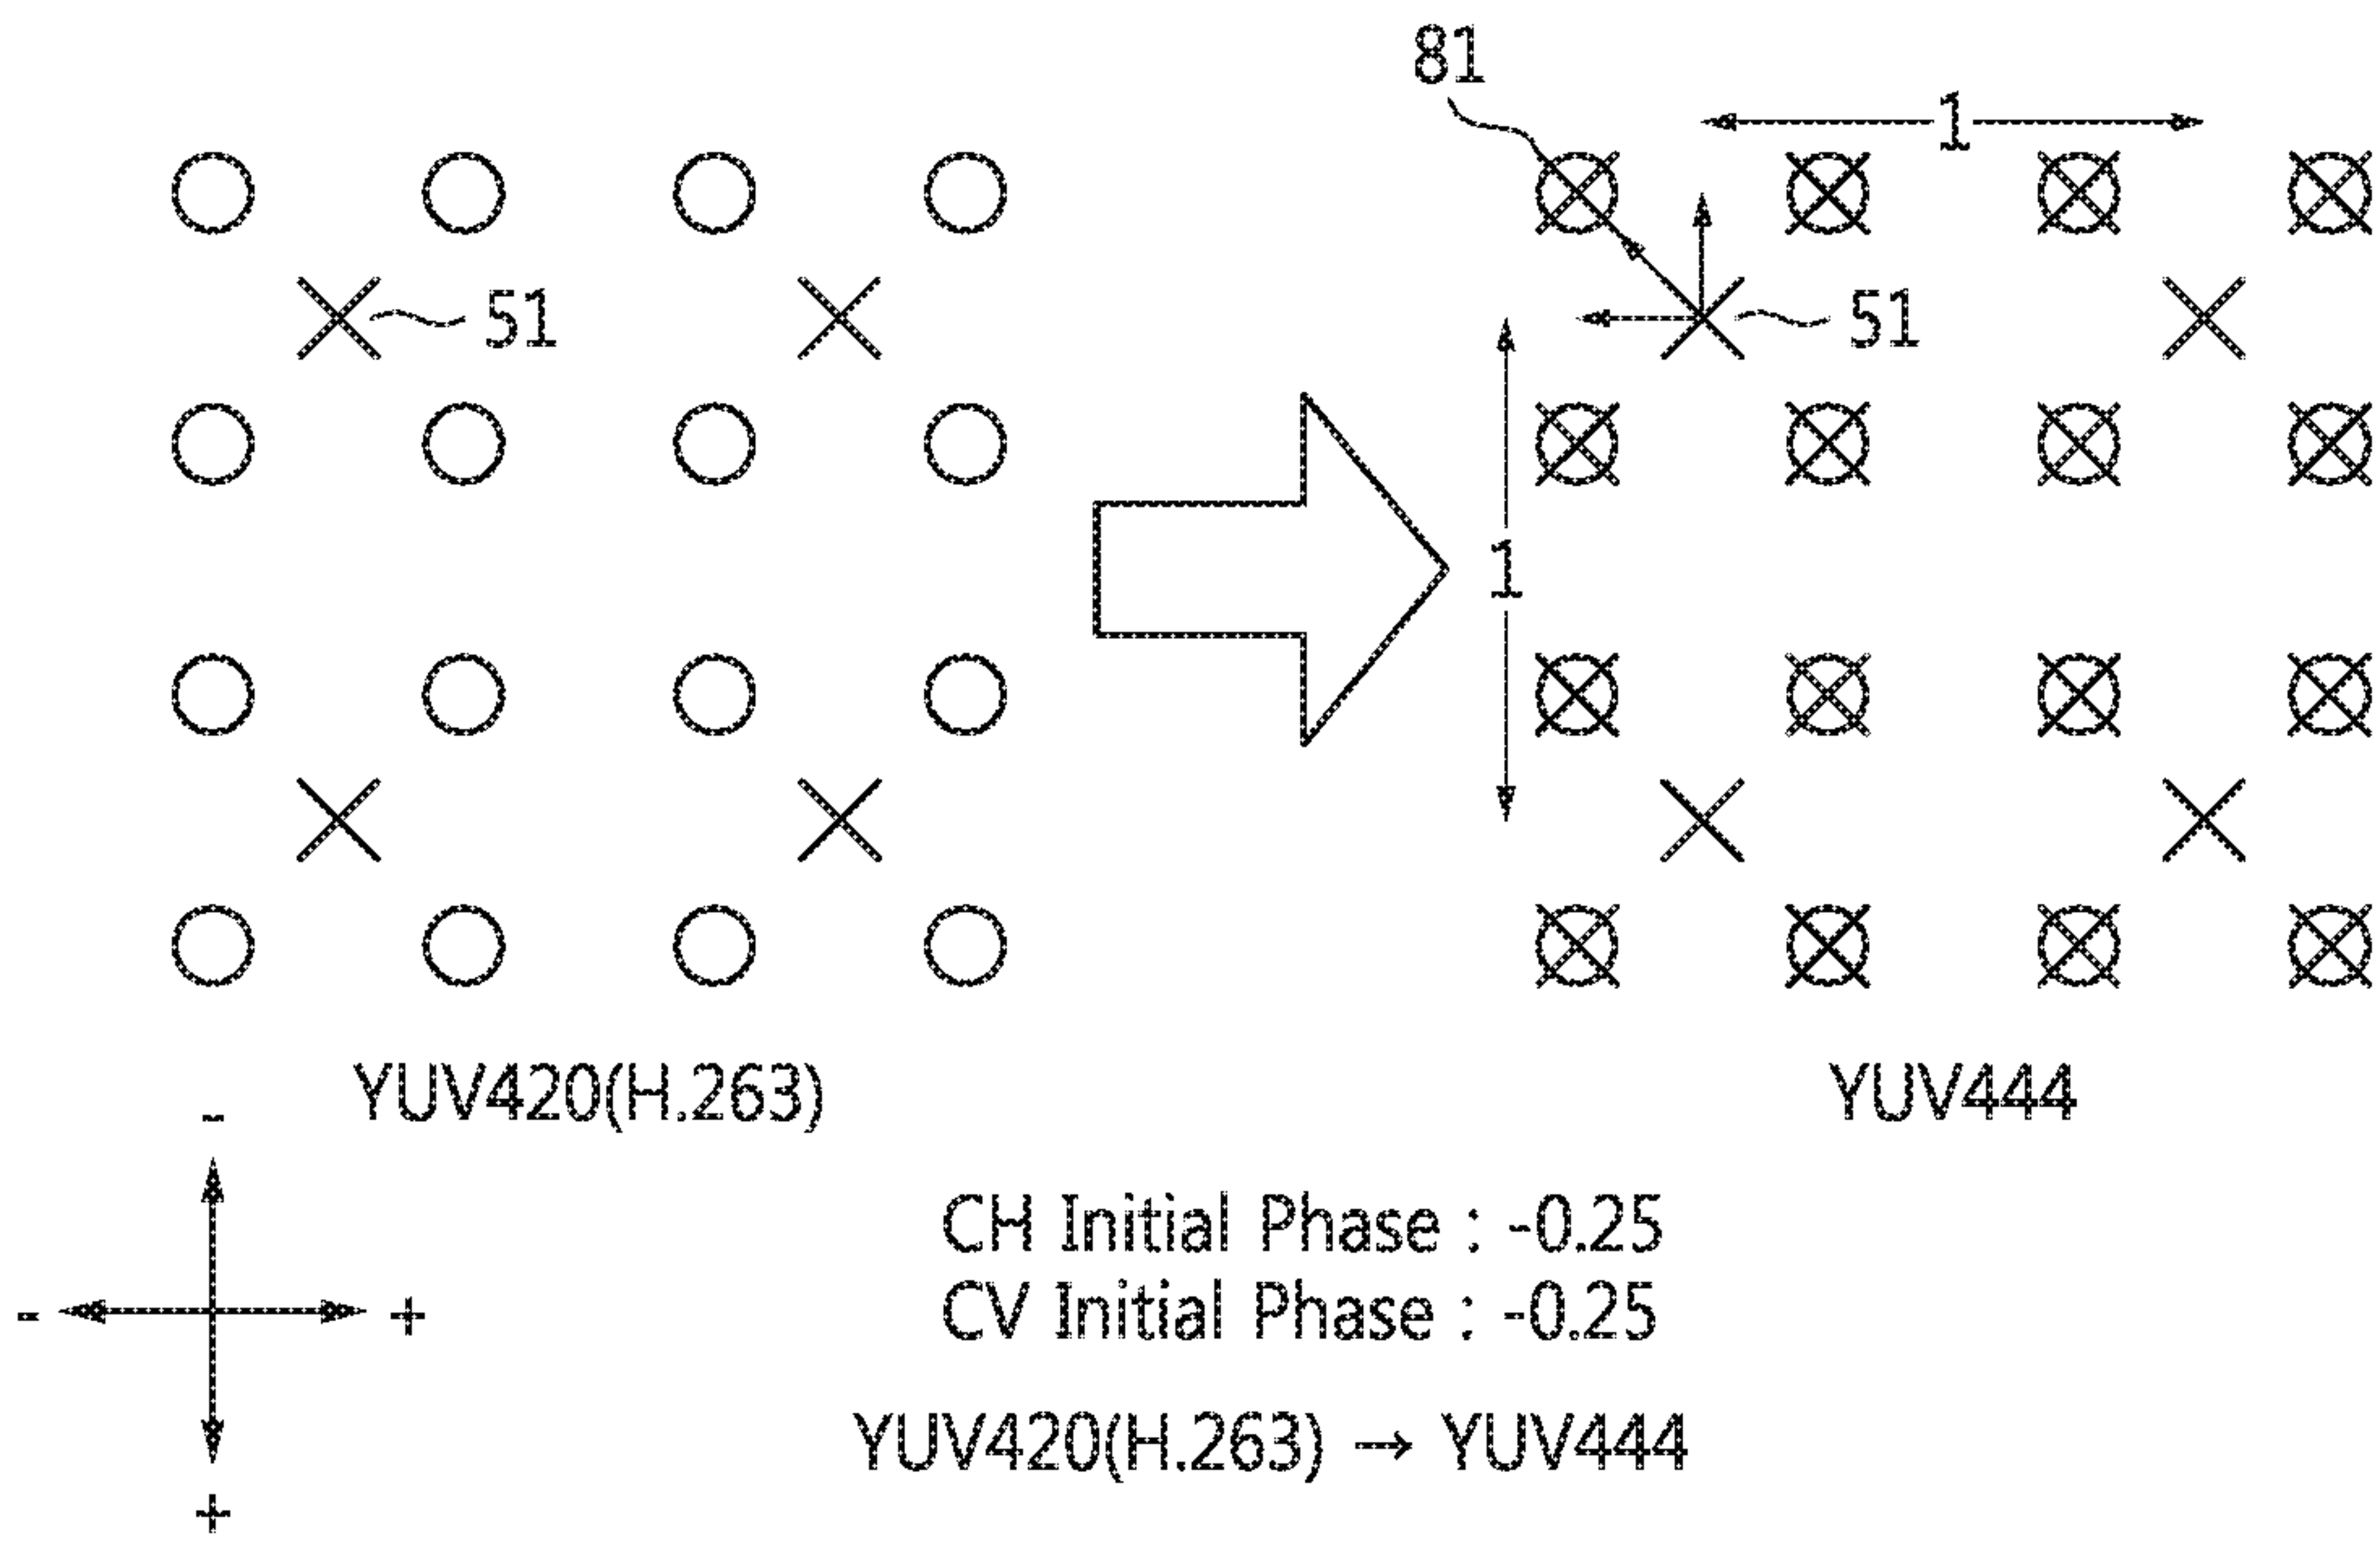 81
1
51
51
1
YUV420(H.263)
YUV444
-
-
+
+
CH Initial Phase : -0.25
CV Initial Phase : -0.25
YUV420(H.263) → YUV444